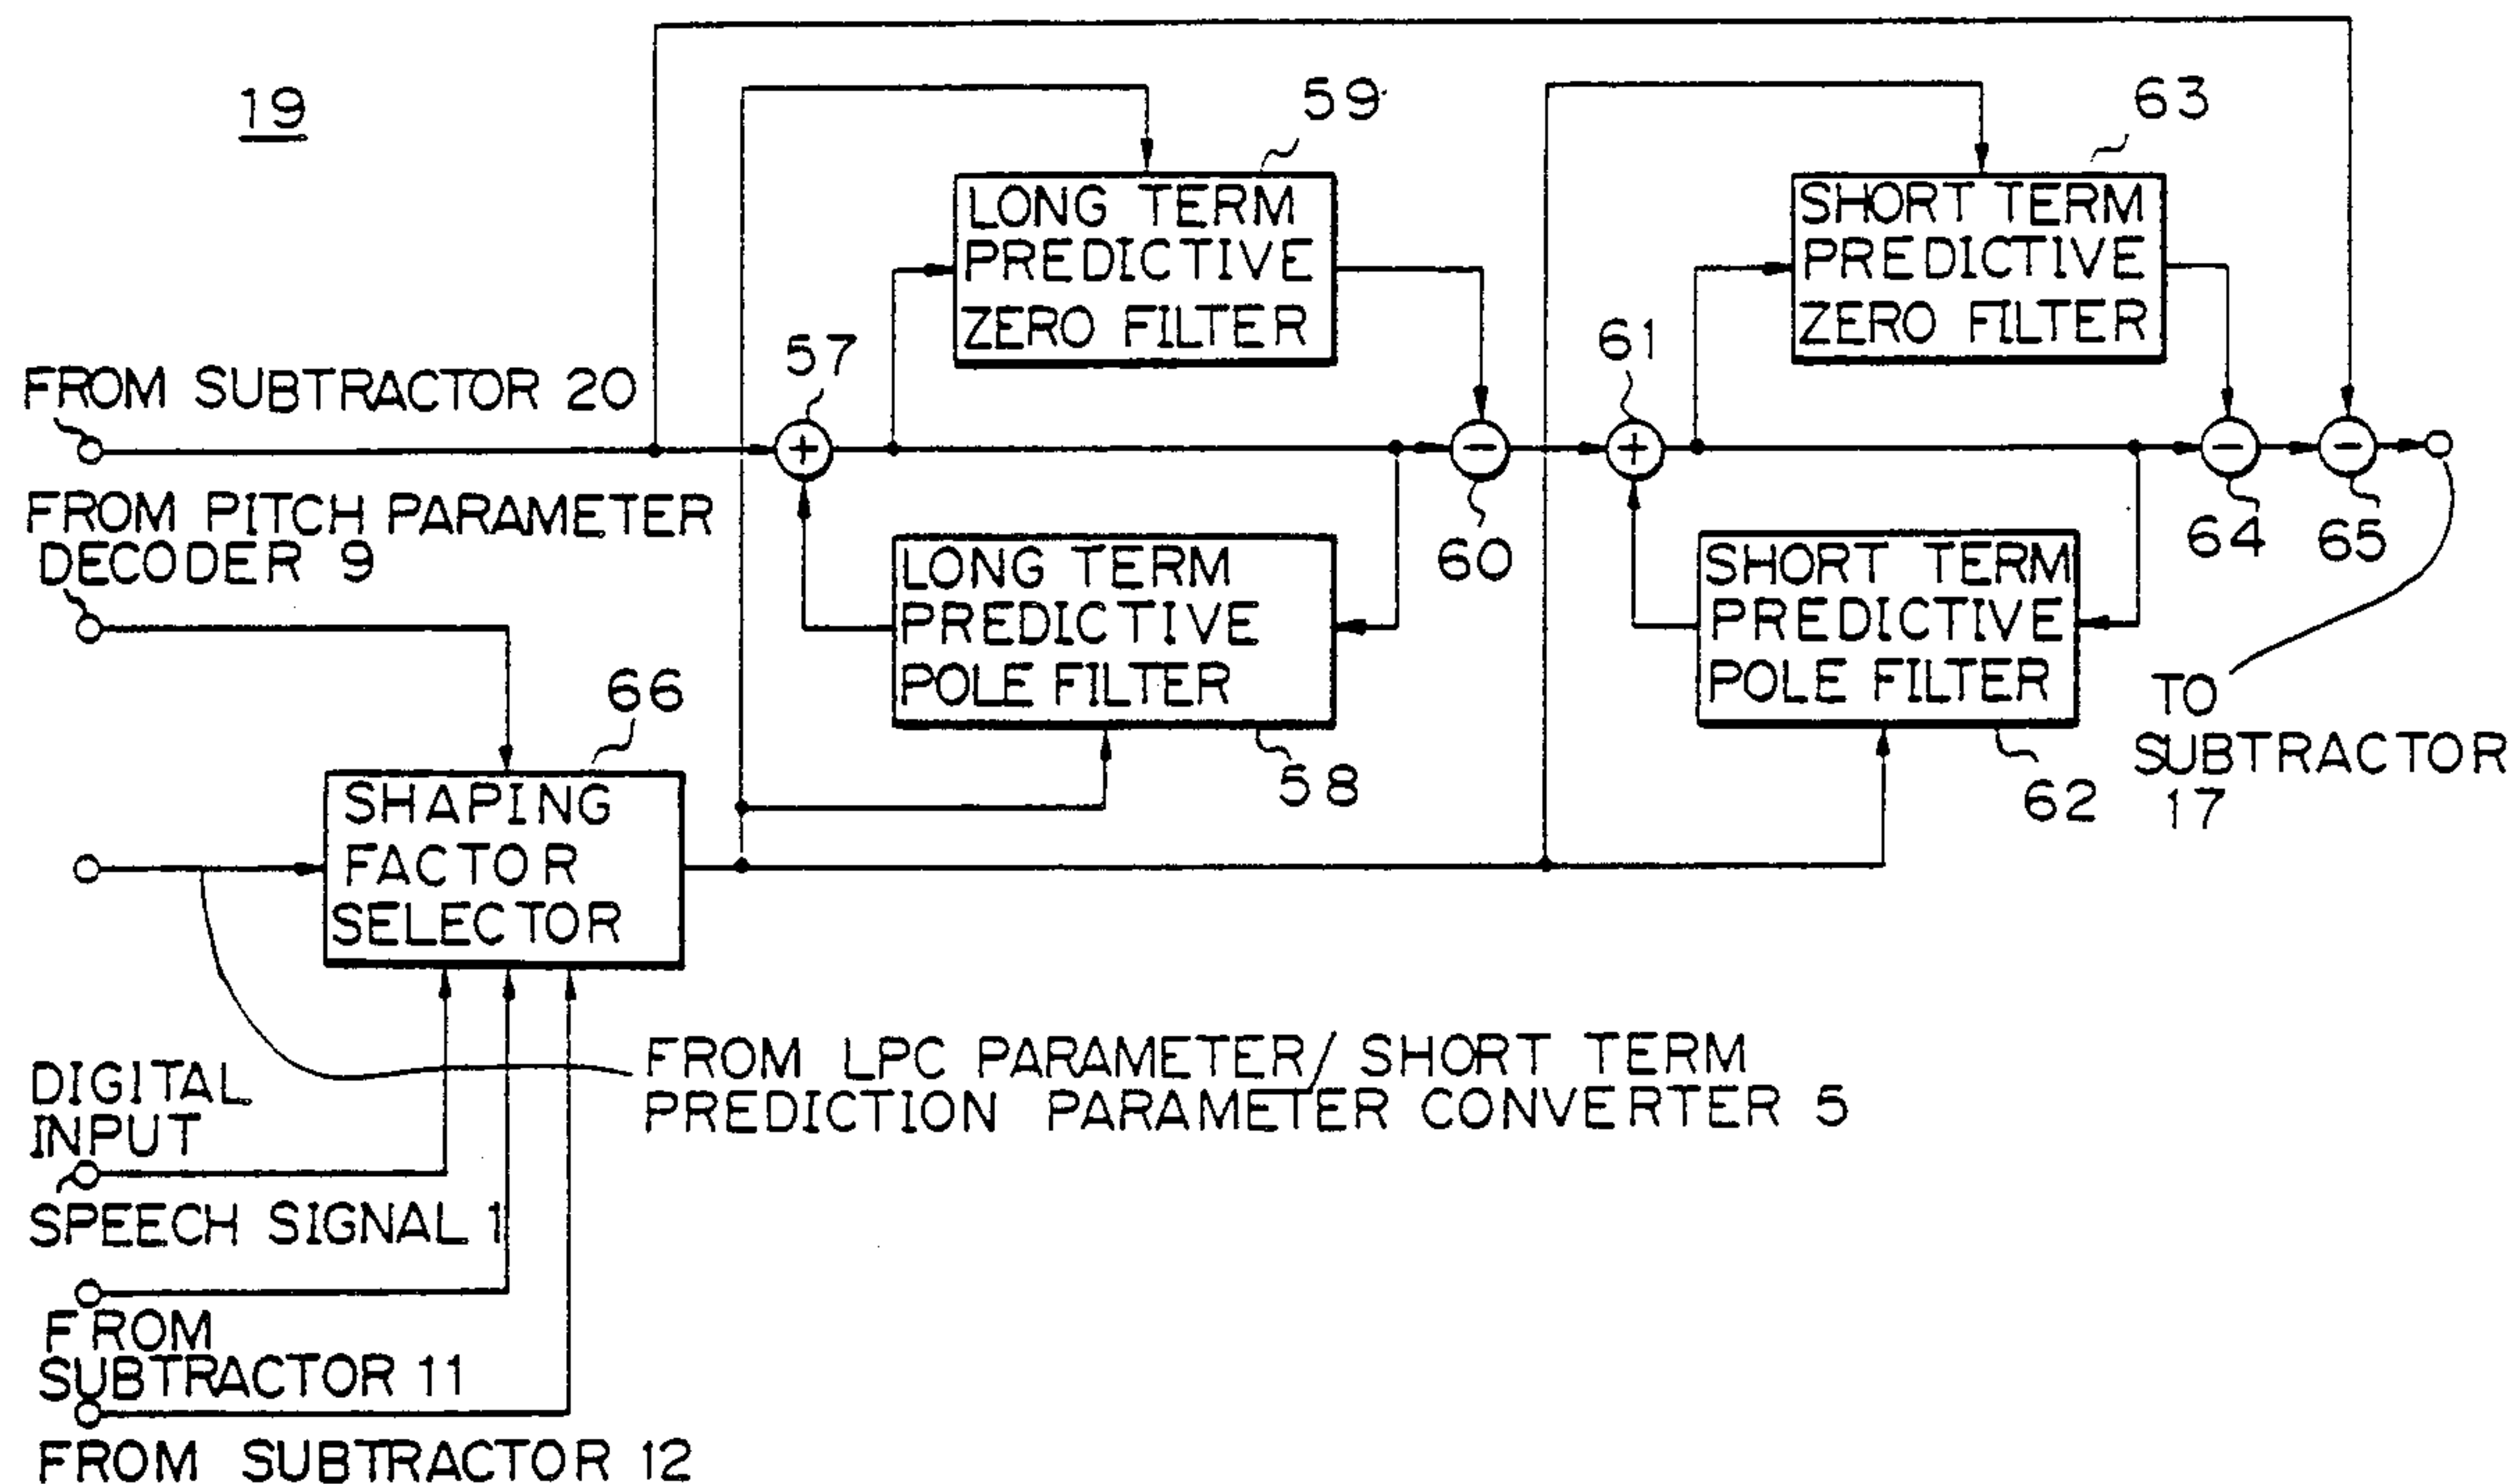 19
59
63
LONG TERM
PREDICTIVE
ZERO FILTER
SHORT TERM
PREDICTIVE
ZERO FILTER
57
61
FROM SUBTRACTOR 20
+
−
+
−
−
FROM PITCH PARAMETER
DECODER 9
60
64
65
LONG TERM
PREDICTIVE
POLE FILTER
SHORT TERM
PREDICTIVE
POLE FILTER
66
58
62
TO
SUBTRACTOR
17
SHAPING
FACTOR
SELECTOR
FROM LPC PARAMETER/SHORT TERM
PREDICTION PARAMETER CONVERTER 5
DIGITAL
INPUT
SPEECH SIGNAL 1
FROM
SUBTRACTOR 11
FROM SUBTRACTOR 12